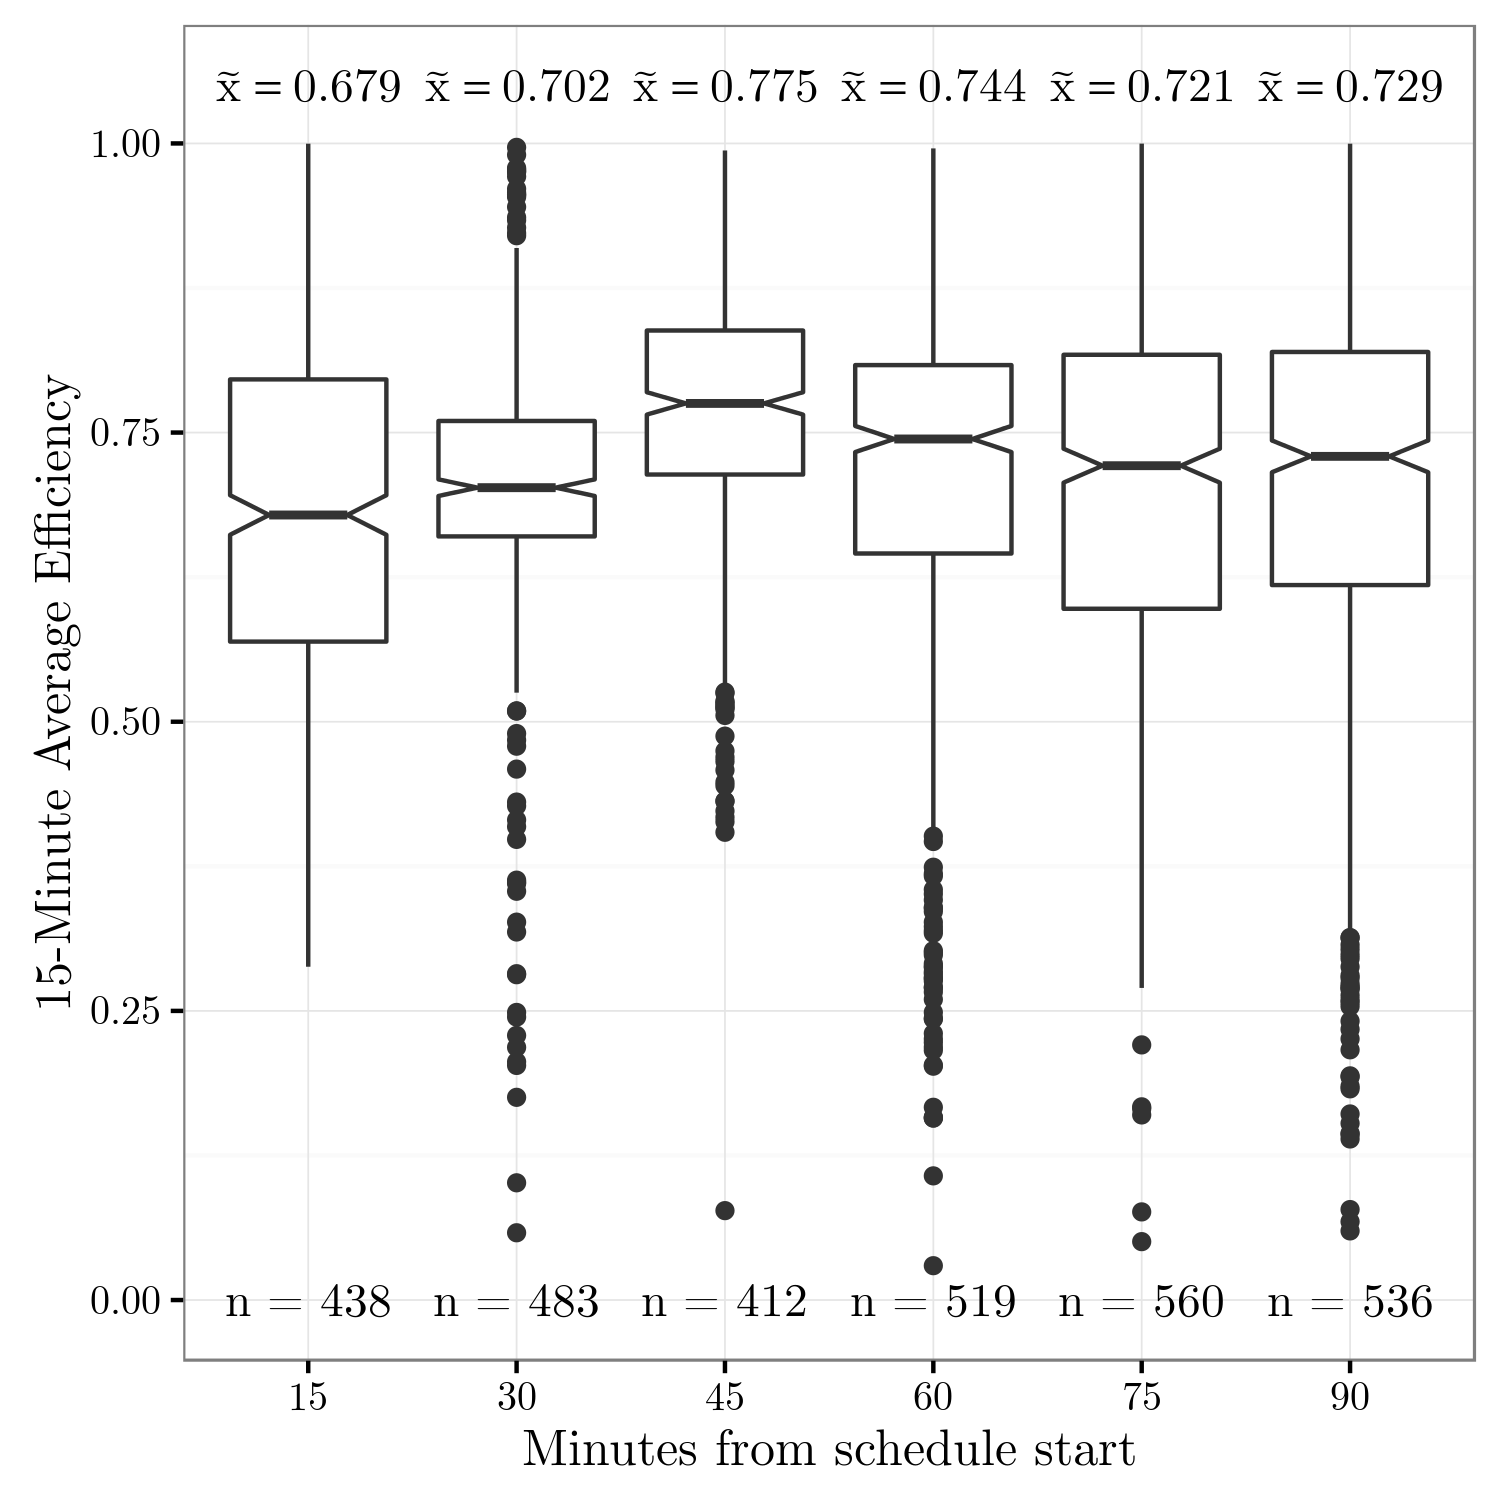 x̃ = 0.679 x̃ = 0.702 x̃ = 0.775 x̃ = 0.744 x̃ = 0.721 x̃ = 0.729
1.00
0.75
0.50
0.25
0.00
15-Minute Average Efficiency
n = 438 n = 483 n = 412 n = 519 n = 560 n = 536
15 30 45 60 75 90
Minutes from schedule start